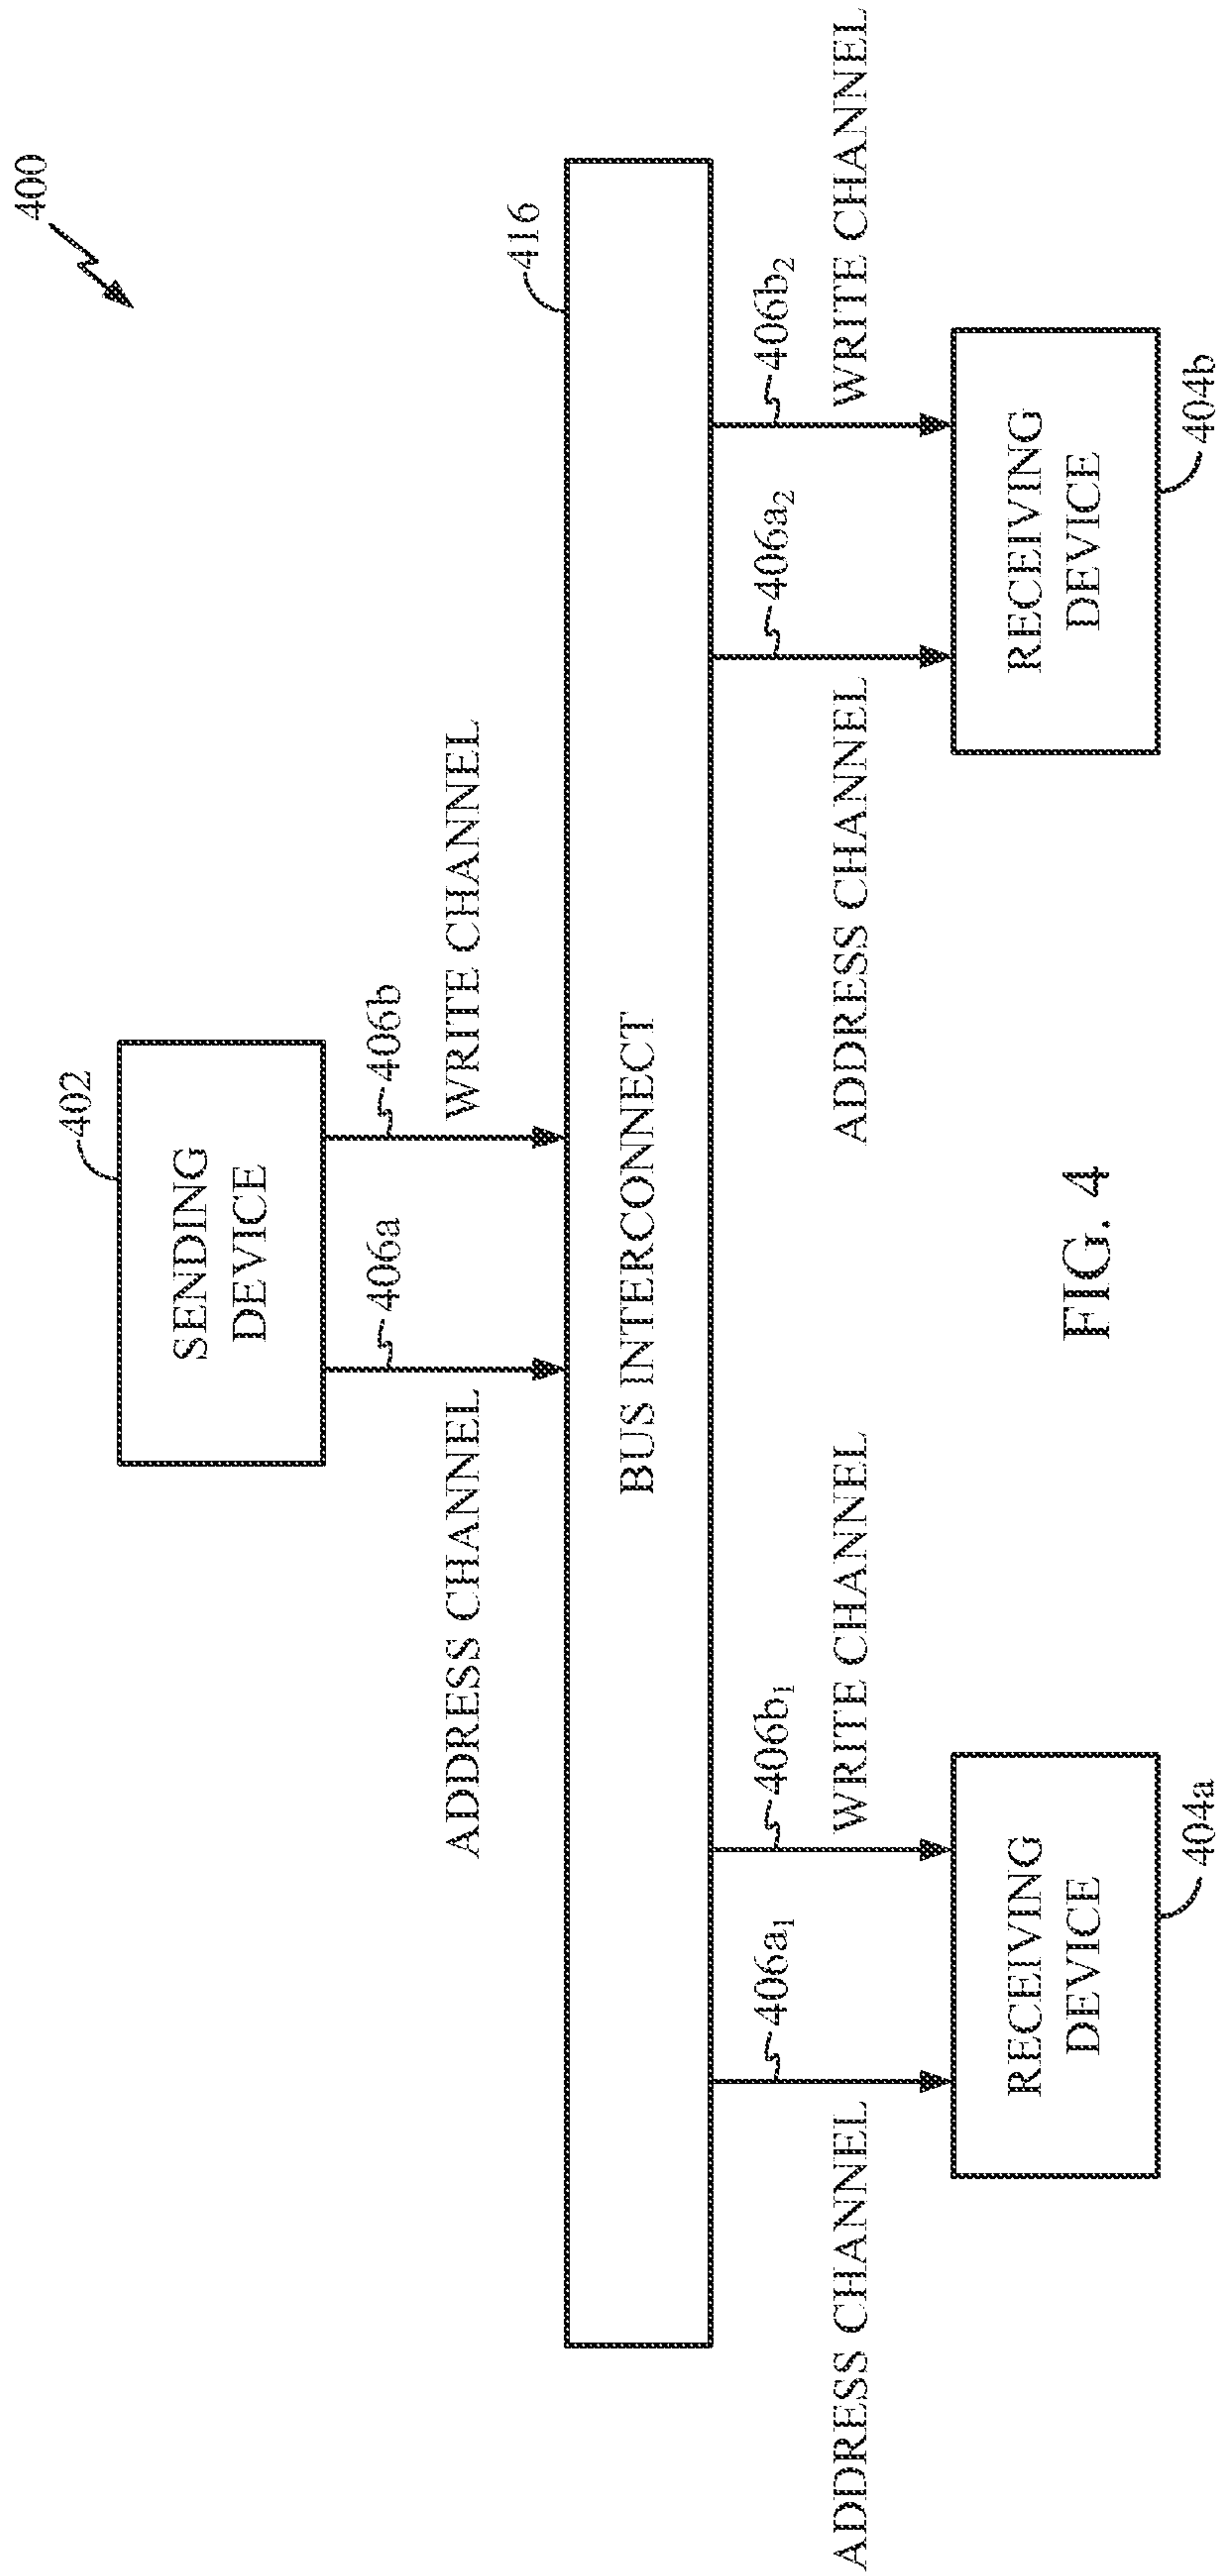 400
402
SENDING
DEVICE
406a
406b
ADDRESS CHANNEL
WRITE CHANNEL
416
BUS INTERCONNECT
406a₁
406b₁
406a₂
406b₂
ADDRESS CHANNEL
WRITE CHANNEL
ADDRESS CHANNEL
WRITE CHANNEL
RECEIVING
DEVICE
404a
RECEIVING
DEVICE
404b
FIG. 4